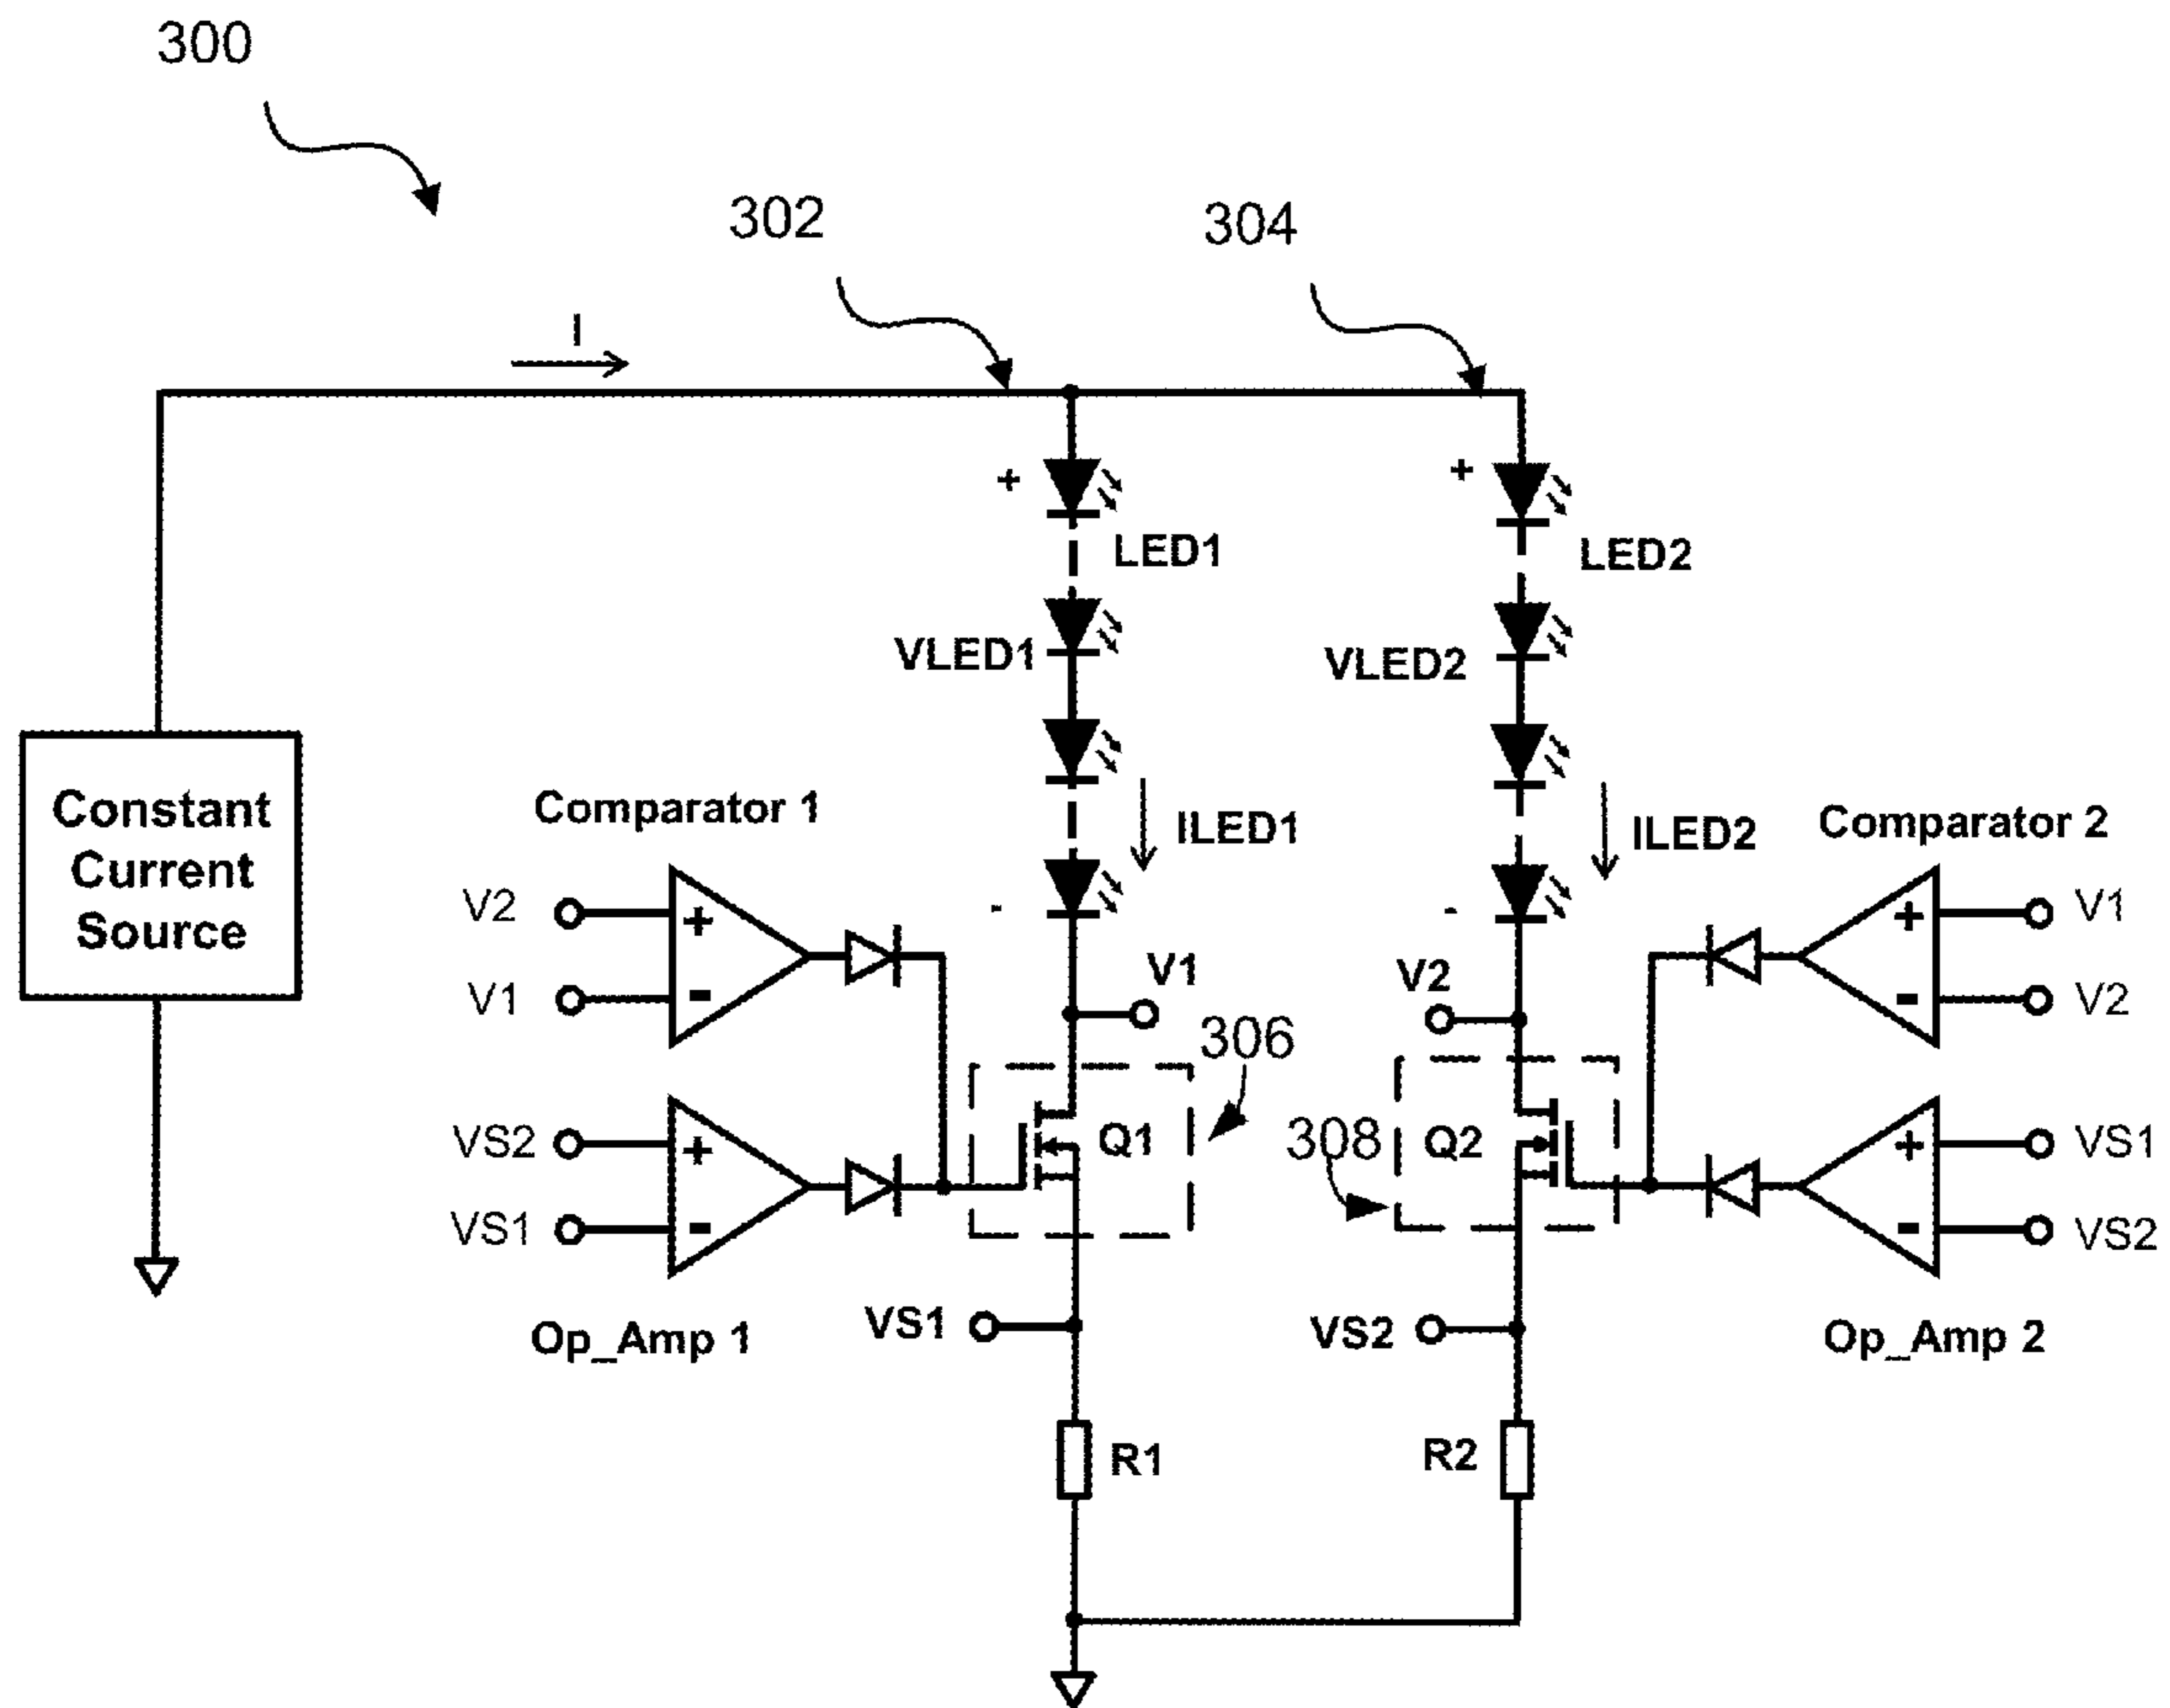 300
302
304
I
+
+
LED1
LED2
VLED1
VLED2
Constant
Current
Source
Comparator 1
ILED1
ILED2
Comparator 2
V2
+
-
-
+
V1
V1
-
V1
V2
-
V2
306
VS2
+
Q1
308
Q2
+
VS1
VS1
-
-
VS2
VS1
VS2
Op_Amp 1
Op_Amp 2
R1
R2